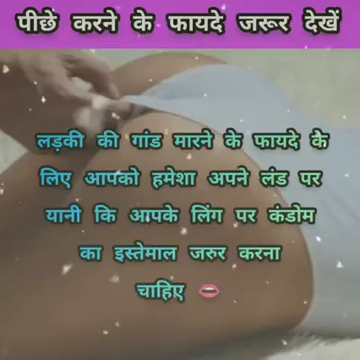 पीछे करने के फायदे जरूर देखें
लड़की की गांड मारने के फायदे कै
लिए आपको हमेशा अपने लंड पर
यानी कि आपके लिंग पर कंडोम
का इस्तेमाल जरुर करना
चाहिए 👄